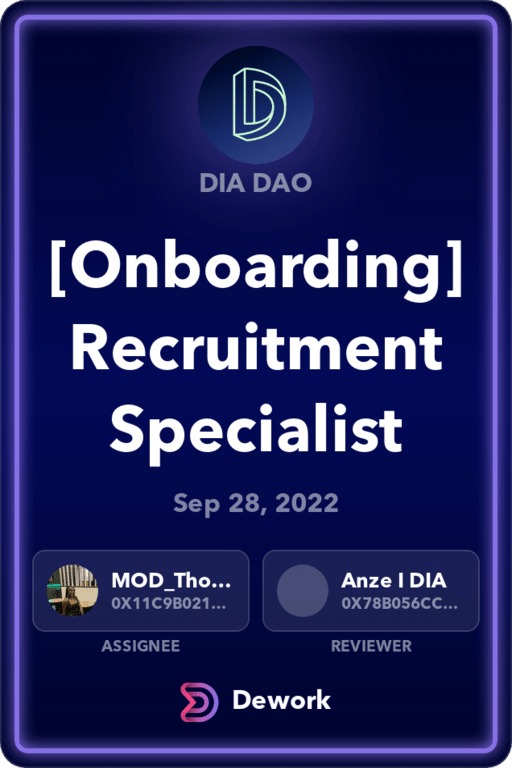 DIA DAO
[Onboarding]
Recruitment
Specialist
Sep 28, 2022
MOD_Tho...
0X11C9B021...
ASSIGNEE
Anze I DIA
0X78B056CC...
REVIEWER
Dework